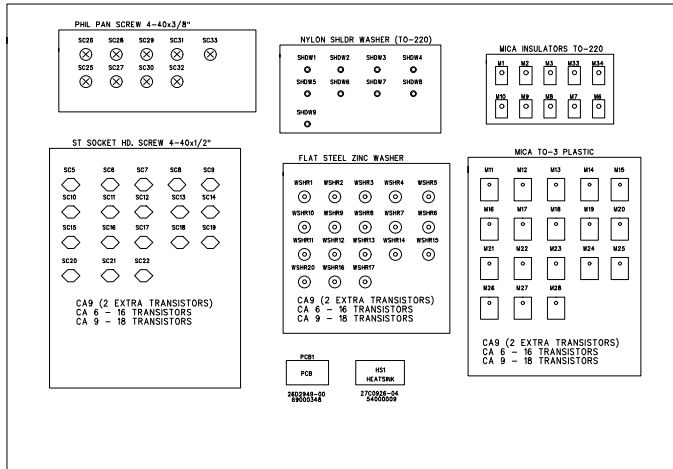 PHIL PAN SCREW 4-40x3/8"
SC26 SC28 SC29 SC31 SC33
SC25 SC27 SC30 SC32
NYLON SHLDR WASHER (TO-220)
SHDW1 SHDW2 SHDW3 SHDW4
SHDW5 SHDW6 SHDW7 SHDW8
SHDW9
MICA INSULATORS TO-220
M1 M2 M3 M33 M34
M10 M9 M8 M7 M6
ST SOCKET HD. SCREW 4-40x1/2"
SC5 SC6 SC7 SC8 SC9
SC10 SC11 SC12 SC13 SC14
SC15 SC16 SC17 SC18 SC19
SC20 SC21 SC22
CA9 (2 EXTRA TRANSISTORS)
CA 6 - 16 TRANSISTORS
CA 9 - 18 TRANSISTORS
FLAT STEEL ZINC WASHER
WSHR1 WSHR2 WSHR3 WSHR4 WSHR5
WSHR10 WSHR9 WSHR8 WSHR7 WSHR6
WSHR11 WSHR12 WSHR13 WSHR14 WSHR15
WSHR20 WSHR16 WSHR17
CA9 (2 EXTRA TRANSISTORS)
CA 6 - 16 TRANSISTORS
CA 9 - 18 TRANSISTORS
MICA TO-3 PLASTIC
M11 M12 M13 M14 M15
M16 M17 M18 M19 M20
M21 M22 M23 M24 M25
M26 M27 M28
CA9 (2 EXTRA TRANSISTORS)
CA 6 - 16 TRANSISTORS
CA 9 - 18 TRANSISTORS
PCB1
PCB
26D2949-00
69000348
HS1
HEATSINK
27C0926-04
54000009